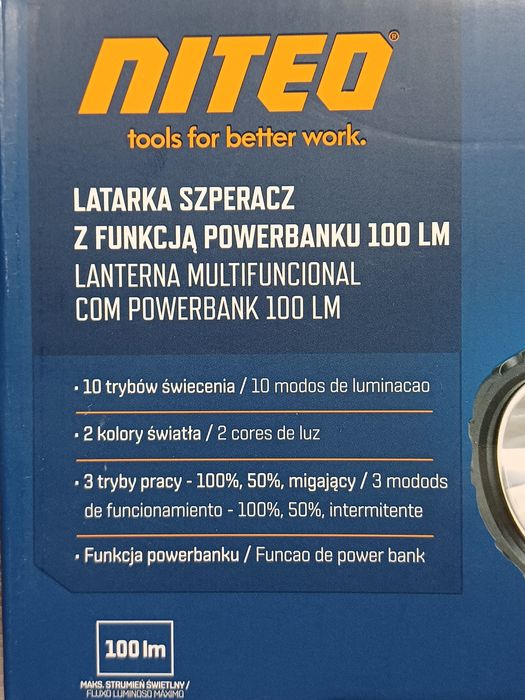 NITEO®
tools for better work.
LATARKA SZPERACZ
Z FUNKCJĄ POWERBANKU 100 LM
LANTERNA MULTIFUNCIONAL
COM POWERBANK 100 LM
• 10 trybów świecenia / 10 modos de luminacao
• 2 kolory światła / 2 cores de luz
• 3 tryby pracy - 100%, 50%, migający / 3 modods
de funcionamiento - 100%, 50%, intermitente
• Funkcja powerbanku / Funcao de power bank
100 lm
MAKS. STRUMIEŃ ŚWIETLNY /
FLUXO LUMINOSO MÁXIMO